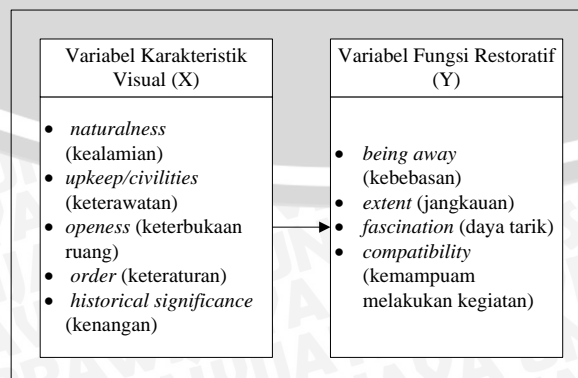 Variabel Karakteristik
Visual (X)
• naturalness
(kealamian)
• upkeep/civilities
(keterawatan)
• openess (keterbukaan
ruang)
• order (keteraturan)
• historical significance
(kenangan)
Variabel Fungsi Restoratif
(Y)
• being away
(kebebasan)
• extent (jangkauan)
• fascination (daya tarik)
• compatibility
(kemampuam
melakukan kegiatan)